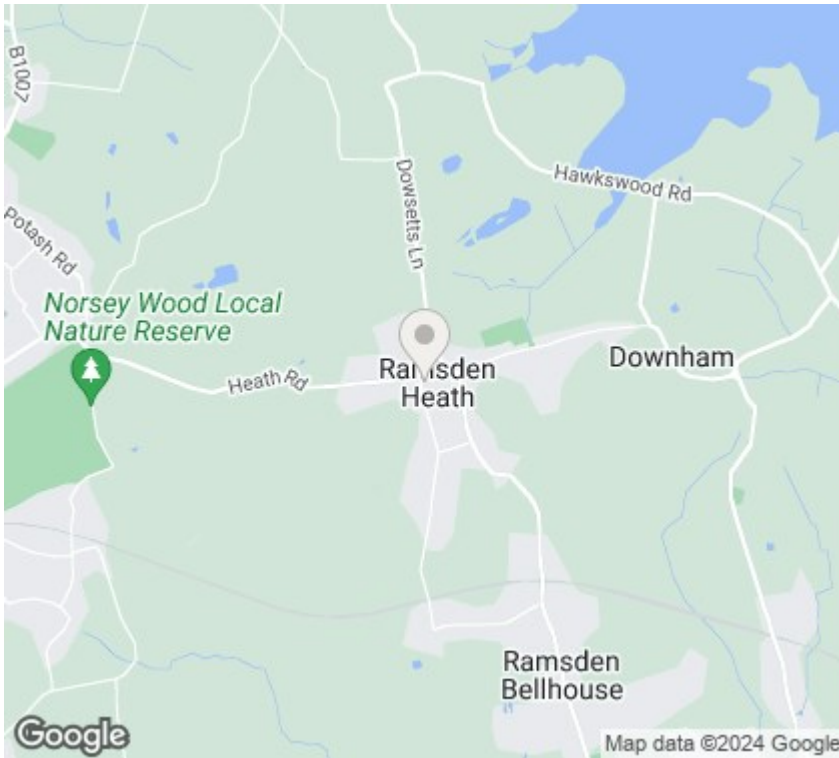 B1007
Dowsetts Ln
Hawkswood Rd
Potash Rd
Norsey Wood Local
Nature Reserve
Heath Rd
Ramsden
Heath
Downham
Ramsden
Bellhouse
Google
Map data ©2024 Google